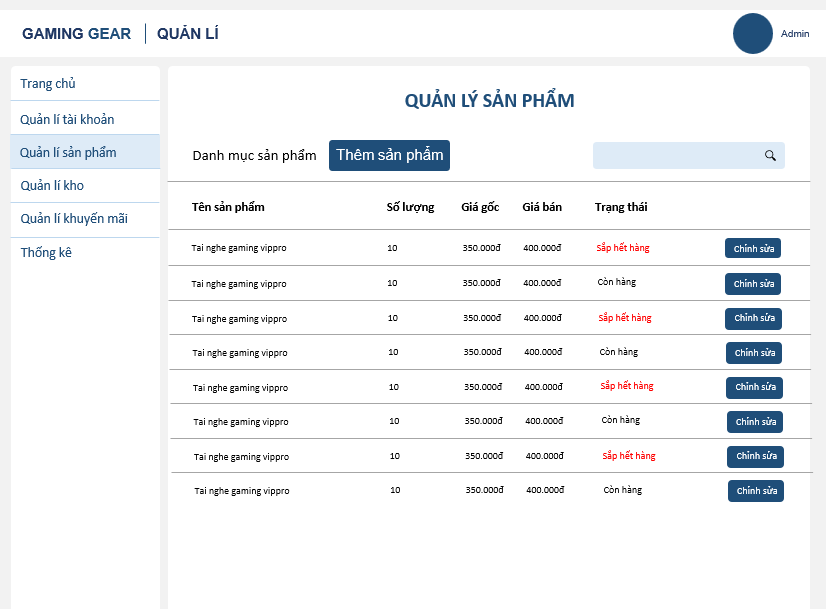 GAMING GEAR QUẢN LÍ Admin
Trang chủ
Quản lí tài khoản
Quản lí sản phẩm
Quản lí kho
Quản lí khuyến mãi
Thống kê
QUẢN LÝ SẢN PHẨM
Danh mục sản phẩm Thêm sản phẩm
Tên sản phẩm Số lượng Giá gốc Giá bán Trạng thái
Tai nghe gaming vippro 10 350.000đ 400.000đ Sắp hết hàng Chỉnh sửa
Tai nghe gaming vippro 10 350.000đ 400.000đ Còn hàng Chỉnh sửa
Tai nghe gaming vippro 10 350.000đ 400.000đ Sắp hết hàng Chỉnh sửa
Tai nghe gaming vippro 10 350.000đ 400.000đ Còn hàng Chỉnh sửa
Tai nghe gaming vippro 10 350.000đ 400.000đ Sắp hết hàng Chỉnh sửa
Tai nghe gaming vippro 10 350.000đ 400.000đ Còn hàng Chỉnh sửa
Tai nghe gaming vippro 10 350.000đ 400.000đ Sắp hết hàng Chỉnh sửa
Tai nghe gaming vippro 10 350.000đ 400.000đ Còn hàng Chỉnh sửa